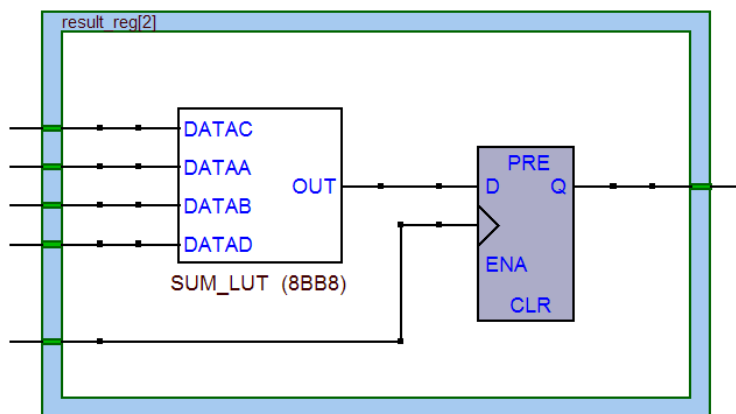 result_reg[2]
DATAC
DATAA
DATAB
DATAD
OUT
SUM_LUT (8BB8)
PRE
D Q
ENA
CLR